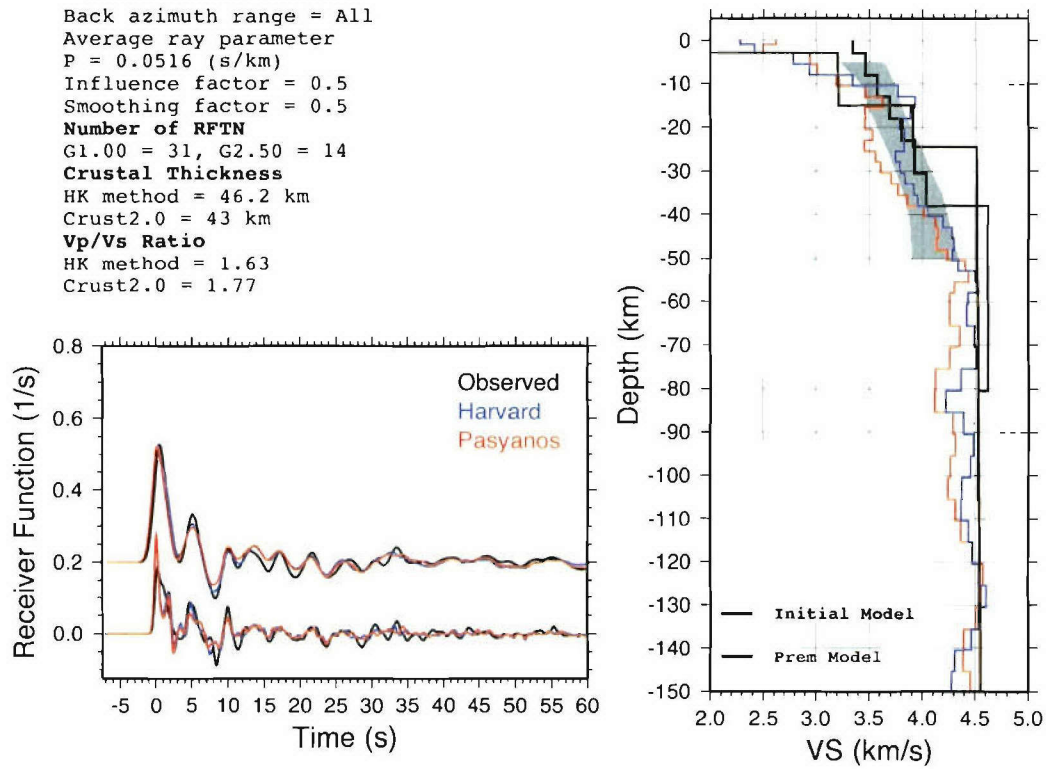 Back azimuth range = All
Average ray parameter
P = 0.0516 (s/km)
Influence factor = 0.5
Smoothing factor = 0.5
Number of RFTN
G1.00 = 31, G2.50 = 14
Crustal Thickness
HK method = 46.2 km
Crust2.0 = 43 km
Vp/Vs Ratio
HK method = 1.63
Crust2.0 = 1.77
Receiver Function (1/s)
0.8
0.6
0.4
0.2
0.0
Observed
Harvard
Pasyanos
-5 0 5 10 15 20 25 30 35 40 45 50 55 60
Time (s)
Depth (km)
0
-10
-20
-30
-40
-50
-60
-70
-80
-90
-100
-110
-120
-130
-140
-150
Initial Model
Prem Model
2.0 2.5 3.0 3.5 4.0 4.5 5.0
VS (km/s)